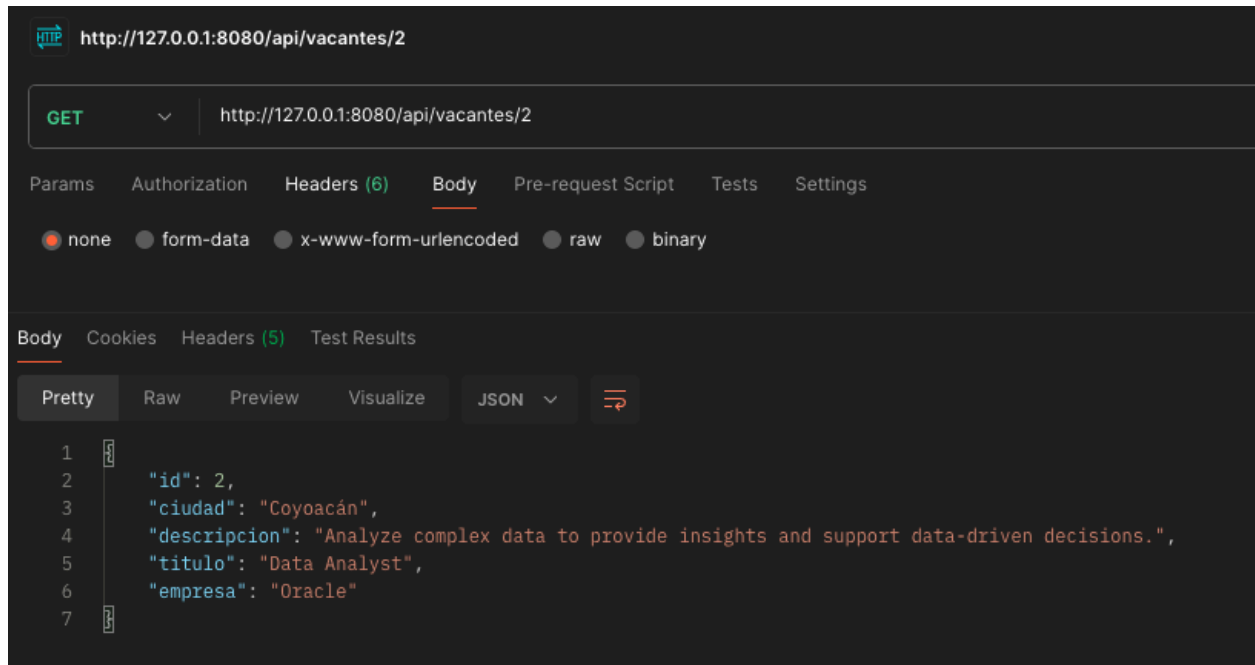 HTTP http://127.0.0.1:8080/api/vacantes/2
GET http://127.0.0.1:8080/api/vacantes/2
Params Authorization Headers (6) Body Pre-request Script Tests Settings
none form-data x-www-form-urlencoded raw binary
Body Cookies Headers (5) Test Results
Pretty Raw Preview Visualize JSON
1 {
2 "id": 2,
3 "ciudad": "Coyoacán",
4 "descripcion": "Analyze complex data to provide insights and support data-driven decisions.",
5 "titulo": "Data Analyst",
6 "empresa": "Oracle"
7 }